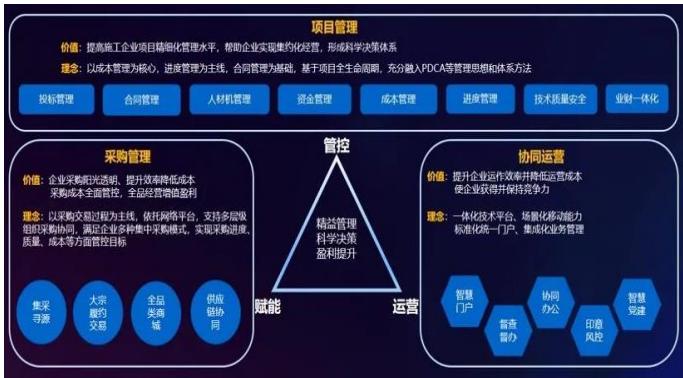 项目管理
价值：提高施工企业项目精细化管理水平，帮助企业实现集约化经营，形成科学决策体系
理念：以成本管理为核心，进度管理为主线，合同管理为基础，基于项目全生命周期，充分融入PDCA等管理思想和体系方法
投标管理
合同管理
人材机管理
资金管理
成本管理
进度管理
技术质量安全
业财一体化
采购管理
价值：企业采购阳光透明、提升效率降低成本
采购成本全面管控，全品经营增值盈利
理念：以采购交易过程为主线，依托网络平台，支持多层级
组织采购协同，满足企业多种集中采购模式，实现采购进度、
质量、成本等方面管控目标
集采
寻源
大宗
履约
交易
全品
类商
城
供应
链协
同
管控
精益管理
科学决策
盈利提升
赋能
运营
协同运营
价值：提升企业运作效率并降低运营成本
使企业获得并保持竞争力
理念：一体化技术平台、场景化移动能力
标准化统一门户、集成化业务管理
智慧
门户
督查
督办
协同
办公
印章
风控
智慧
党建